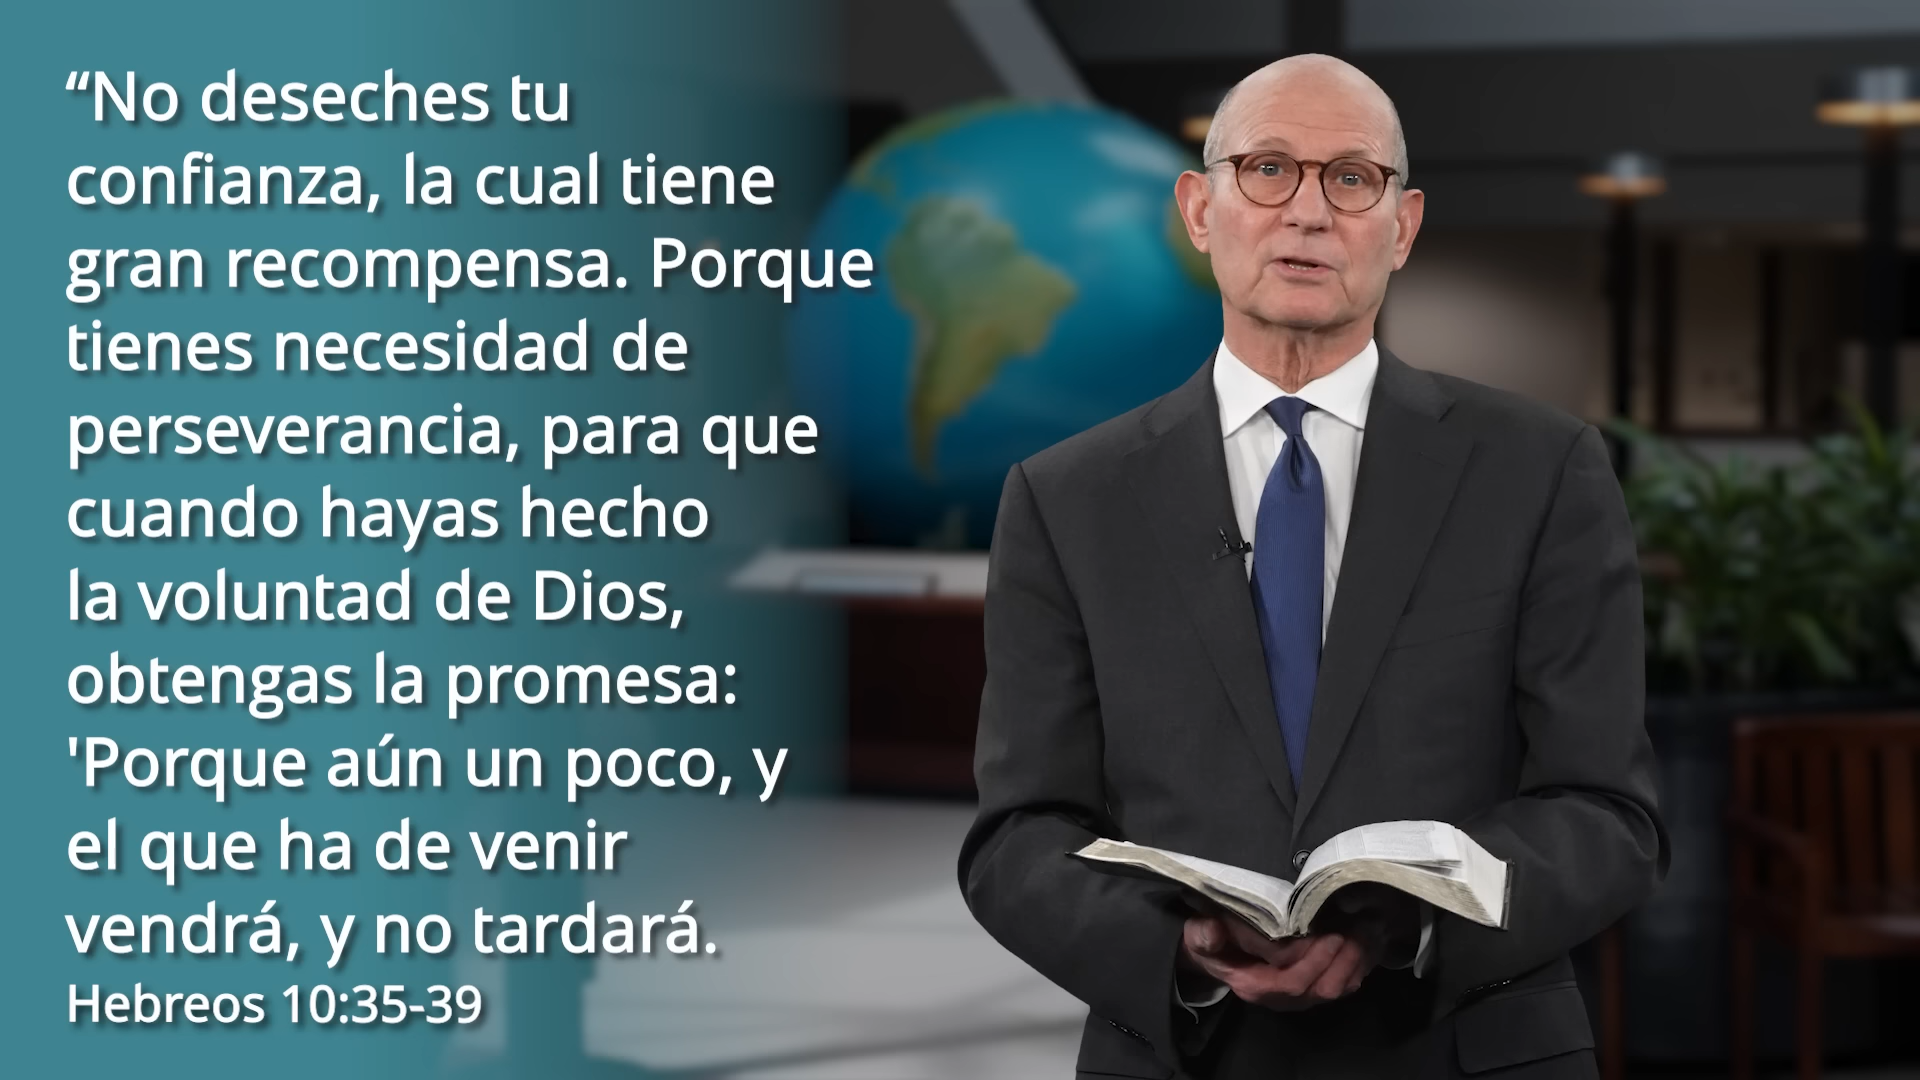 “No deseches tu
confianza, la cual tiene
gran recompensa. Porque
tienes necesidad de
perseverancia, para que
cuando hayas hecho
la voluntad de Dios,
obtengas la promesa:
'Porque aún un poco, y
el que ha de venir
vendrá, y no tardará.
Hebreos 10:35-39